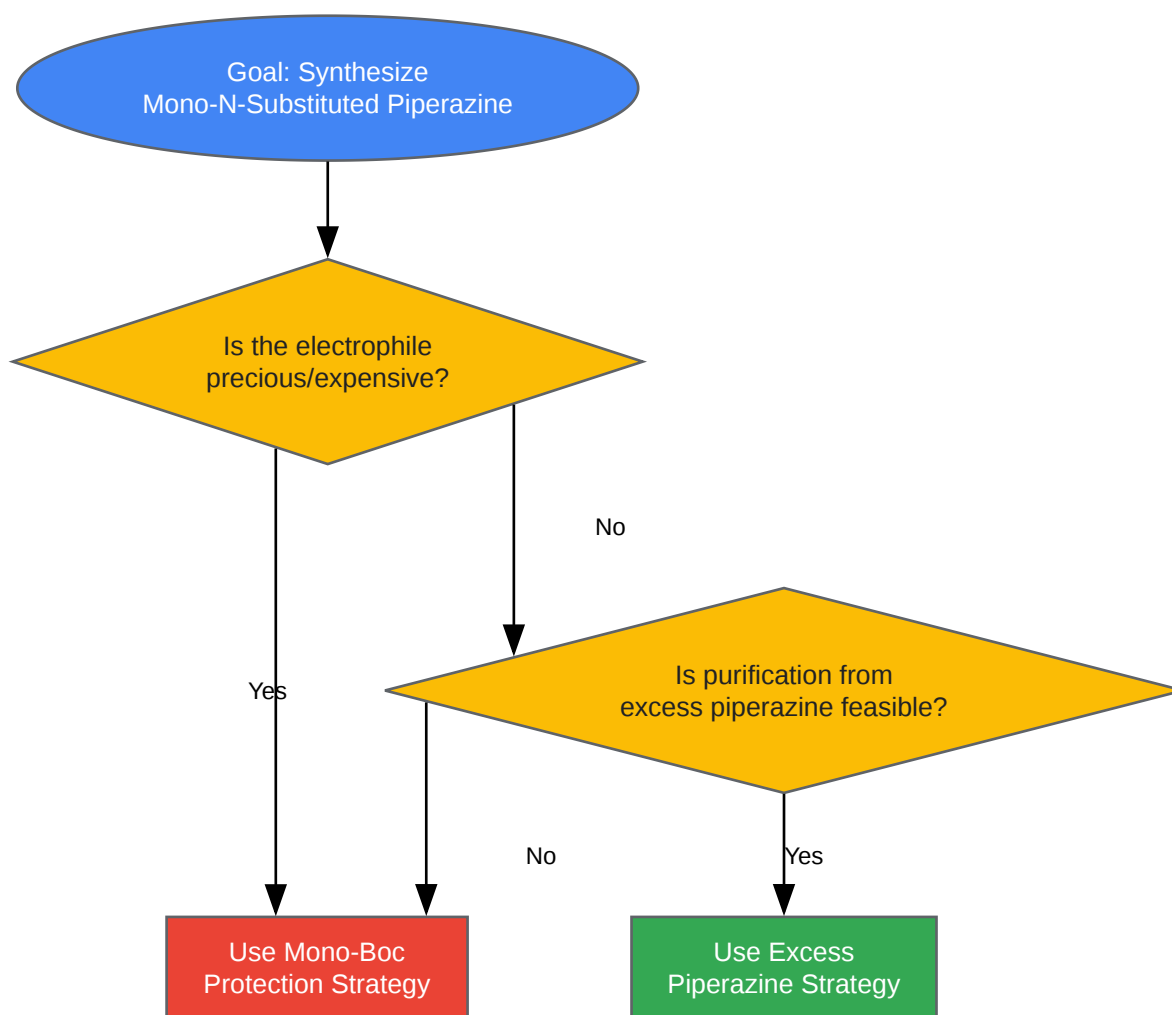 Goal: Synthesize
Mono-N-Substituted Piperazine
Is the electrophile
precious/expensive?
No
Is purification from
excess piperazine feasible?
Yes
No
Yes
Use Mono-Boc
Protection Strategy
Use Excess
Piperazine Strategy